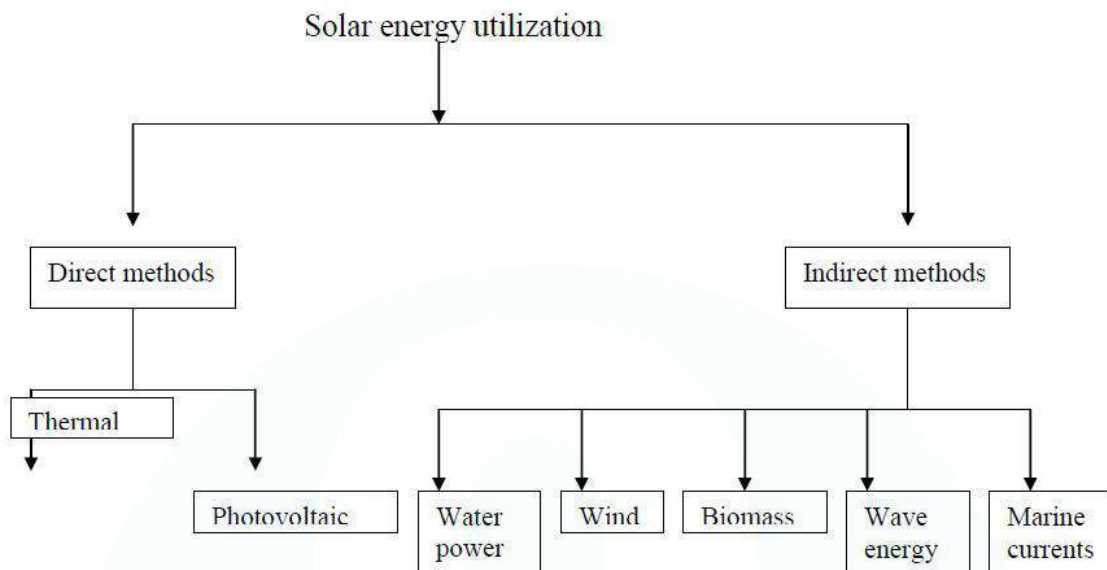 Solar energy utilization
Direct methods
Indirect methods
Thermal
Photovoltaic
Water
power
Wind
Biomass
Wave
energy
Marine
currents